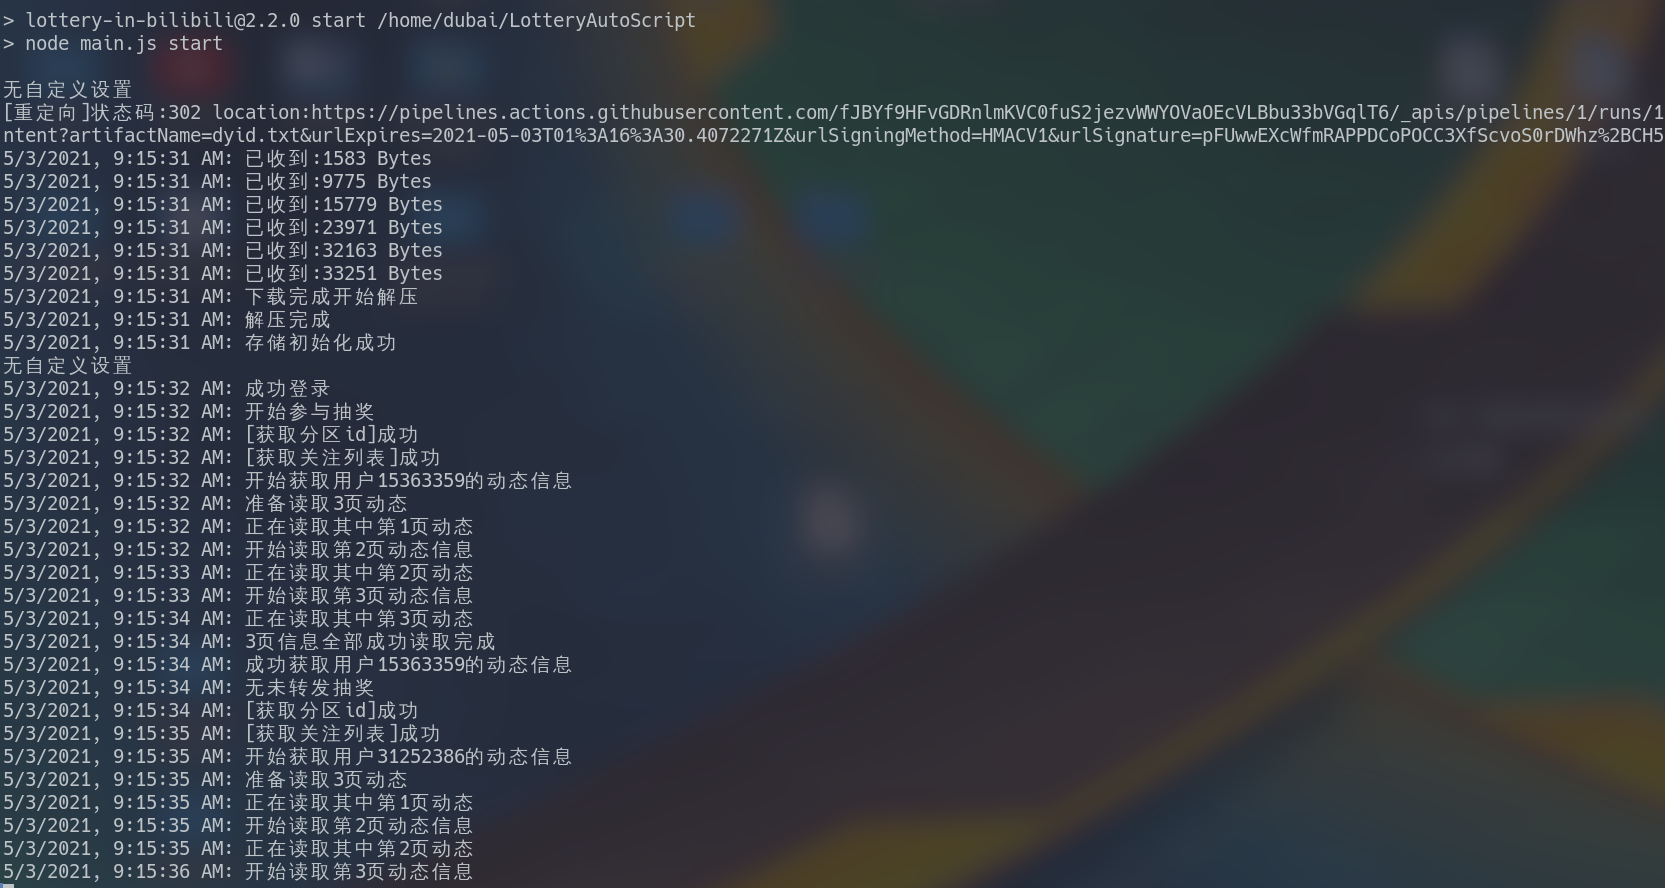 > lottery-in-bilibili@2.2.0 start /home/dubai/LotteryAutoScript
> node main.js start
无自定义设置
[重定向]状态码:302 location:https://pipelines.actions.githubusercontent.com/fJBYf9HFvGDRnlmKVC0fuS2jezvWWYOVaOEcVLBbu33bVGqlT6/_apis/pipelines/1/runs/1
ntent?artifactName=dyid.txt&urlExpires=2021-05-03T01%3A16%3A30.4072271Z&urlSigningMethod=HMACV1&urlSignature=pFUwwEXcWfmRAPPDCoPOCC3XfScvoS0rDWhz%2BCH5
5/3/2021, 9:15:31 AM: 已收到:1583 Bytes
5/3/2021, 9:15:31 AM: 已收到:9775 Bytes
5/3/2021, 9:15:31 AM: 已收到:15779 Bytes
5/3/2021, 9:15:31 AM: 已收到:23971 Bytes
5/3/2021, 9:15:31 AM: 已收到:32163 Bytes
5/3/2021, 9:15:31 AM: 已收到:33251 Bytes
5/3/2021, 9:15:31 AM: 下载完成开始解压
5/3/2021, 9:15:31 AM: 解压完成
5/3/2021, 9:15:31 AM: 存储初始化成功
无自定义设置
5/3/2021, 9:15:32 AM: 成功登录
5/3/2021, 9:15:32 AM: 开始参与抽奖
5/3/2021, 9:15:32 AM: [获取分区id]成功
5/3/2021, 9:15:32 AM: [获取关注列表]成功
5/3/2021, 9:15:32 AM: 开始获取用户15363359的动态信息
5/3/2021, 9:15:32 AM: 准备读取3页动态
5/3/2021, 9:15:32 AM: 正在读取其中第1页动态
5/3/2021, 9:15:32 AM: 开始读取第2页动态信息
5/3/2021, 9:15:33 AM: 正在读取其中第2页动态
5/3/2021, 9:15:33 AM: 开始读取第3页动态信息
5/3/2021, 9:15:34 AM: 正在读取其中第3页动态
5/3/2021, 9:15:34 AM: 3页信息全部成功读取完成
5/3/2021, 9:15:34 AM: 成功获取用户15363359的动态信息
5/3/2021, 9:15:34 AM: 无未转发抽奖
5/3/2021, 9:15:34 AM: [获取分区id]成功
5/3/2021, 9:15:35 AM: [获取关注列表]成功
5/3/2021, 9:15:35 AM: 开始获取用户31252386的动态信息
5/3/2021, 9:15:35 AM: 准备读取3页动态
5/3/2021, 9:15:35 AM: 正在读取其中第1页动态
5/3/2021, 9:15:35 AM: 开始读取第2页动态信息
5/3/2021, 9:15:35 AM: 正在读取其中第2页动态
5/3/2021, 9:15:36 AM: 开始读取第3页动态信息